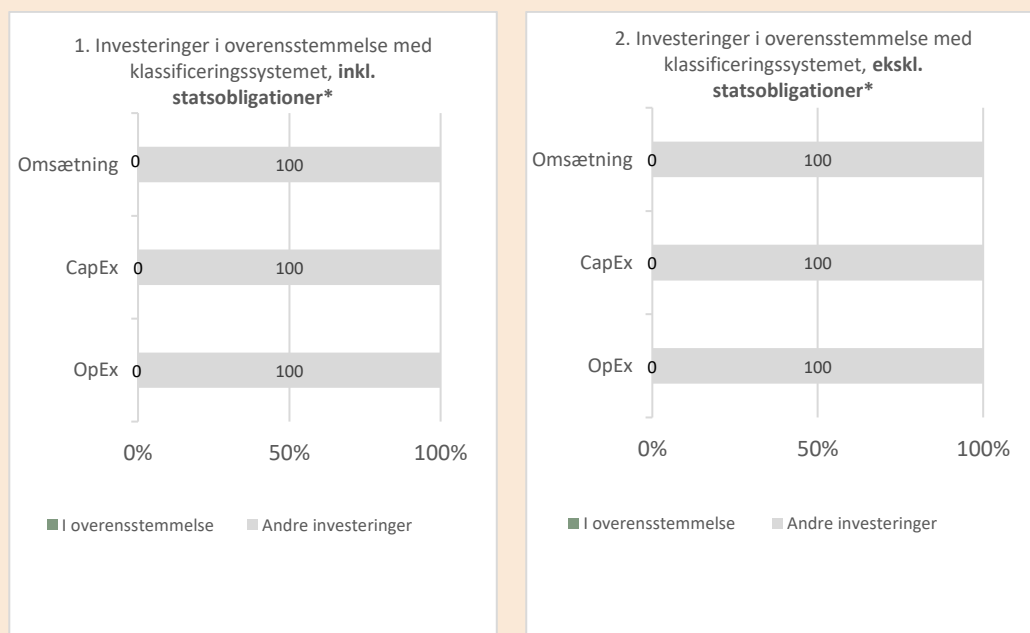 1. Investeringer i overensstemmelse med
klassificeringssystemet, inkl.
statsobligationer*
Omsætning 0 100
CapEx 0 100
OpEx 0 100
0% 50% 100%
I overensstemmelse Andre investeringer
2. Investeringer i overensstemmelse med
klassificeringssystemet, ekskl.
statsobligationer*
Omsætning 0 100
CapEx 0 100
OpEx 0 100
0% 50% 100%
I overensstemmelse Andre investeringer